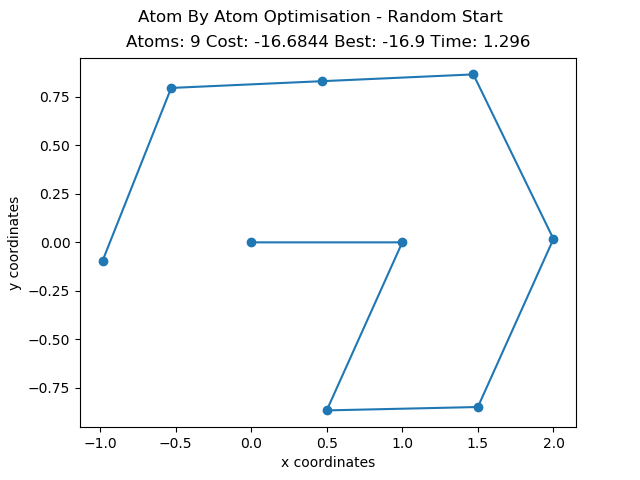 Atom By Atom Optimisation - Random Start
Atoms: 9 Cost: -16.6844 Best: -16.9 Time: 1.296
0.75
0.50
0.25
0.00
−0.25
−0.50
−0.75
y coordinates
−1.0 −0.5 0.0 0.5 1.0 1.5 2.0
x coordinates